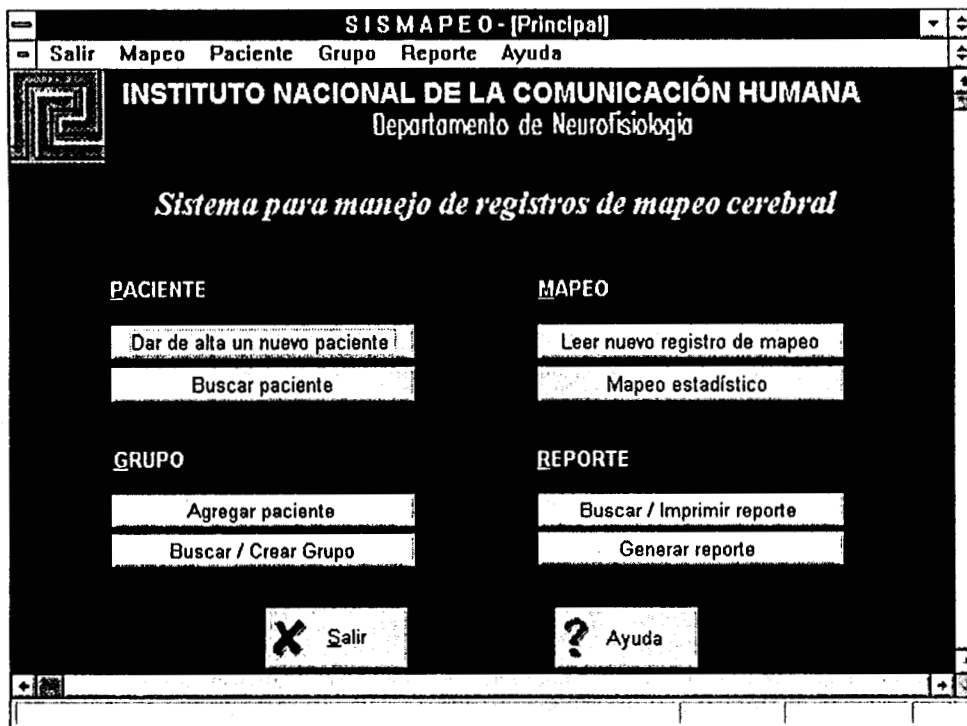 SISMAPEO - [Principal]
Salir Mapeo Paciente Grupo Reporte Ayuda
INSTITUTO NACIONAL DE LA COMUNICACIÓN HUMANA
Departamento de Neurofisiologia
Sistema para manejo de registros de mapeo cerebral
PACIENTE
Dar de alta un nuevo paciente
Buscar paciente
MAPEO
Leer nuevo registro de mapeo
Mapeo estadístico
GRUPO
Agregar paciente
Buscar / Crear Grupo
REPORTE
Buscar / Imprimir reporte
Generar reporte
Salir
? Ayuda